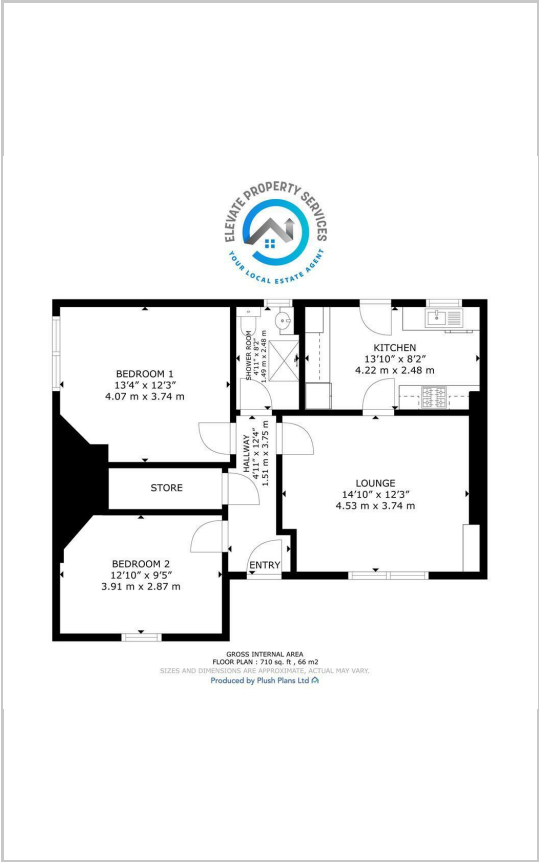 ELEVATE PROPERTY SERVICES
YOUR LOCAL ESTATE AGENT
BEDROOM 1
13'4" x 12'3"
4.07 m x 3.74 m
SHOWER ROOM
4'11" x 8'2"
1.49 m x 2.48 m
KITCHEN
13'10" x 8'2"
4.22 m x 2.48 m
HALLWAY
4'11" x 12'4"
1.51 m x 3.75 m
STORE
LOUNGE
14'10" x 12'3"
4.53 m x 3.74 m
BEDROOM 2
12'10" x 9'5"
3.91 m x 2.87 m
ENTRY
GROSS INTERNAL AREA
FLOOR PLAN : 710 sq. ft , 66 m2
SIZES AND DIMENSIONS ARE APPROXIMATE, ACTUAL MAY VARY.
Produced by Plush Plans Ltd